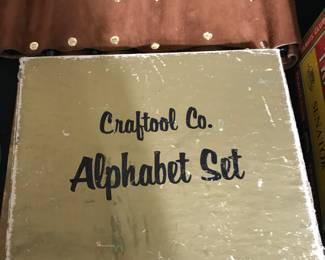 Craftool Co.
Alphabet Set